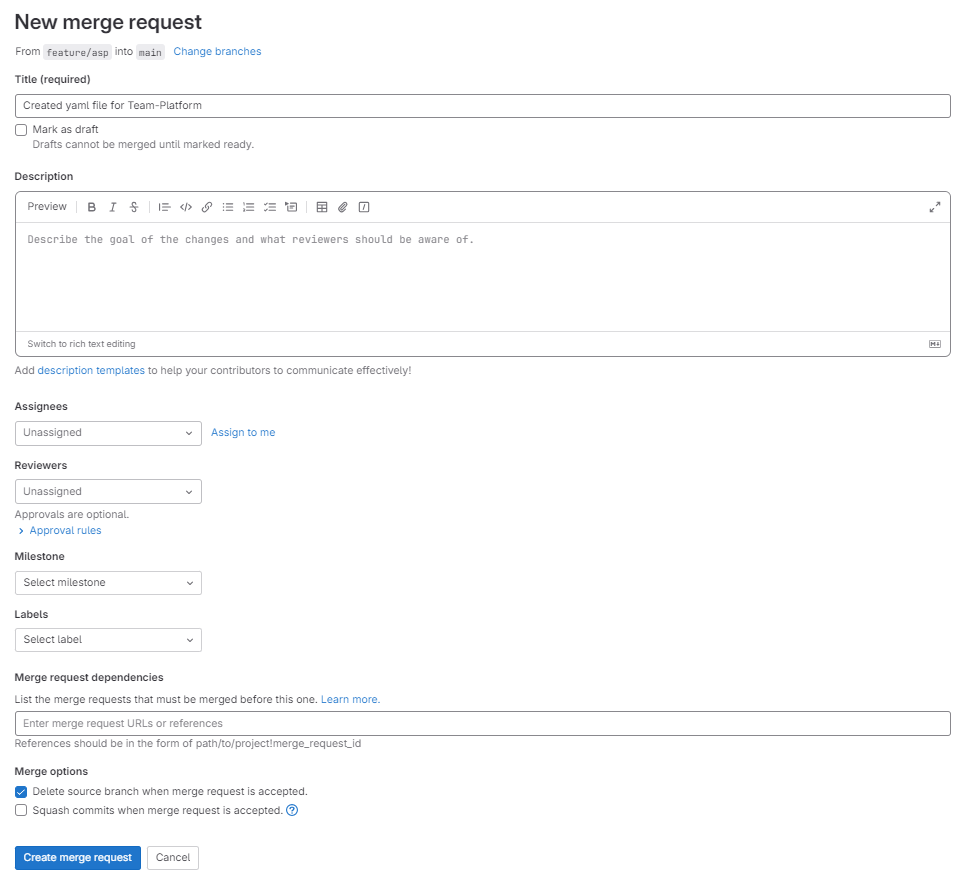 New merge request
From feature/asp into main Change branches
Title (required)
Created yaml file for Team-Platform
Mark as draft
Drafts cannot be merged until marked ready.
Description
Preview
Describe the goal of the changes and what reviewers should be aware of.
Switch to rich text editing
Add description templates to help your contributors to communicate effectively!
Assignees
Unassigned Assign to me
Reviewers
Unassigned
Approvals are optional.
Approval rules
Milestone
Select milestone
Labels
Select label
Merge request dependencies
List the merge requests that must be merged before this one. Learn more.
Enter merge request URLs or references
References should be in the form of path/to/project!merge_request_id
Merge options
Delete source branch when merge request is accepted.
Squash commits when merge request is accepted.
Create merge request Cancel